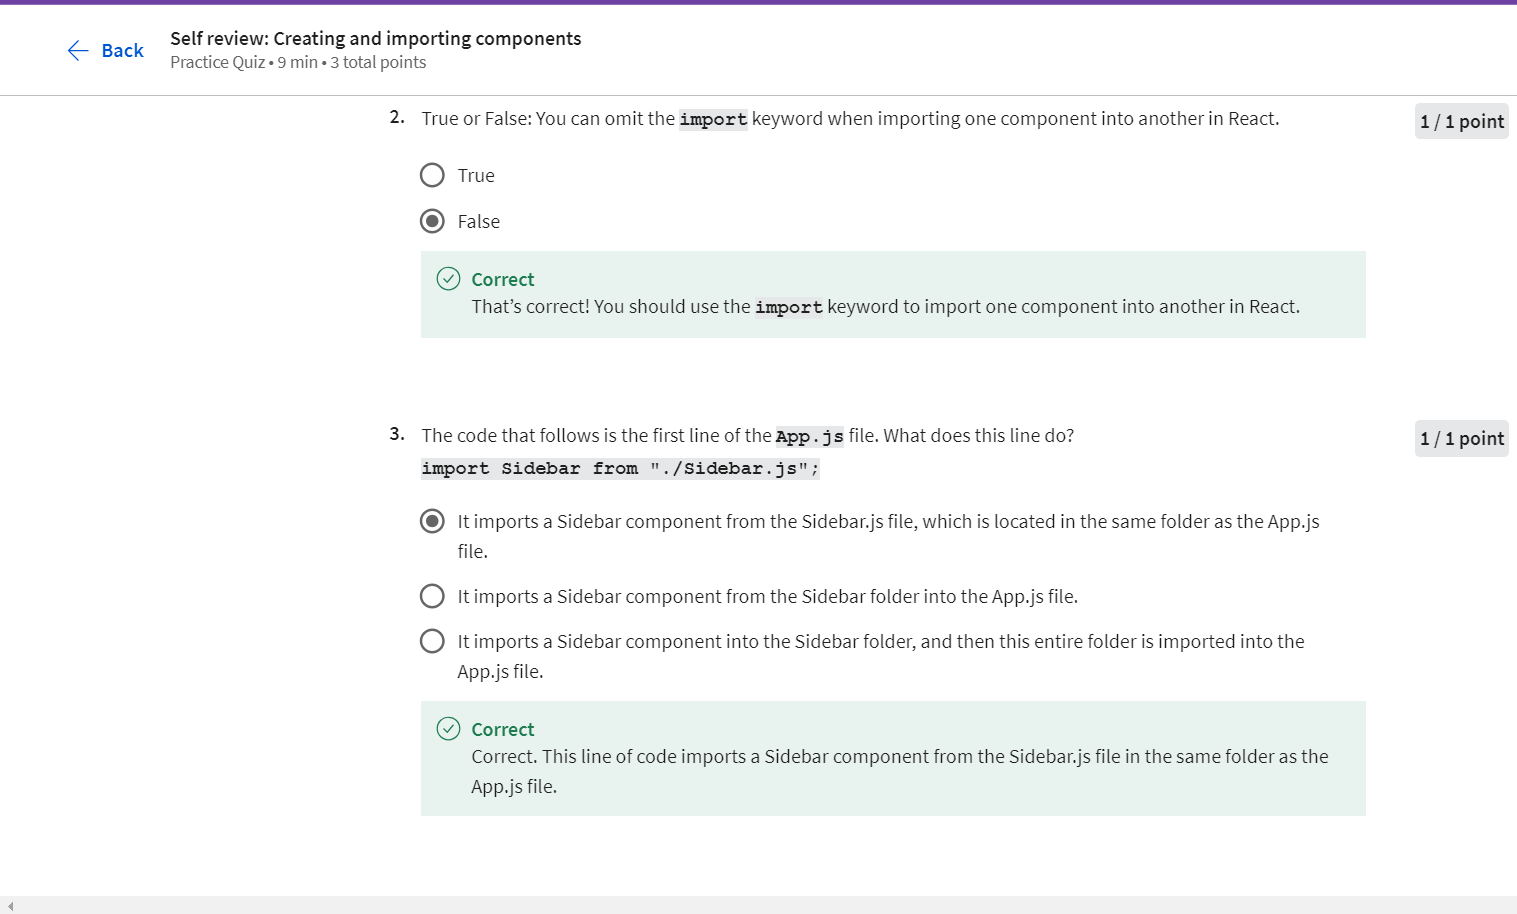 Back
Self review: Creating and importing components
Practice Quiz • 9 min • 3 total points
2. True or False: You can omit the import keyword when importing one component into another in React.
1 / 1 point
True
False
Correct
That’s correct! You should use the import keyword to import one component into another in React.
3. The code that follows is the first line of the App.js file. What does this line do?
1 / 1 point
import Sidebar from "./Sidebar.js";
It imports a Sidebar component from the Sidebar.js file, which is located in the same folder as the App.js
file.
It imports a Sidebar component from the Sidebar folder into the App.js file.
It imports a Sidebar component into the Sidebar folder, and then this entire folder is imported into the
App.js file.
Correct
Correct. This line of code imports a Sidebar component from the Sidebar.js file in the same folder as the
App.js file.